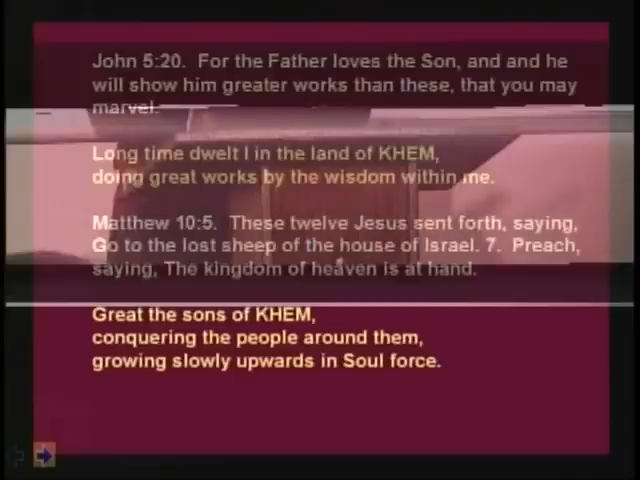 John 5:20.  For the Father loves the Son, and and he
will show him greater works than these, that you may
marvel.
Long time dwelt I in the land of KHEM,
doing great works by the wisdom within me.
Matthew 10:5.  These twelve Jesus sent forth, saying,
Go to the lost sheep of the house of Israel. 7.  Preach,
saying, The kingdom of heaven is at hand.
Great the sons of KHEM,
conquering the people around them,
growing slowly upwards in Soul force.